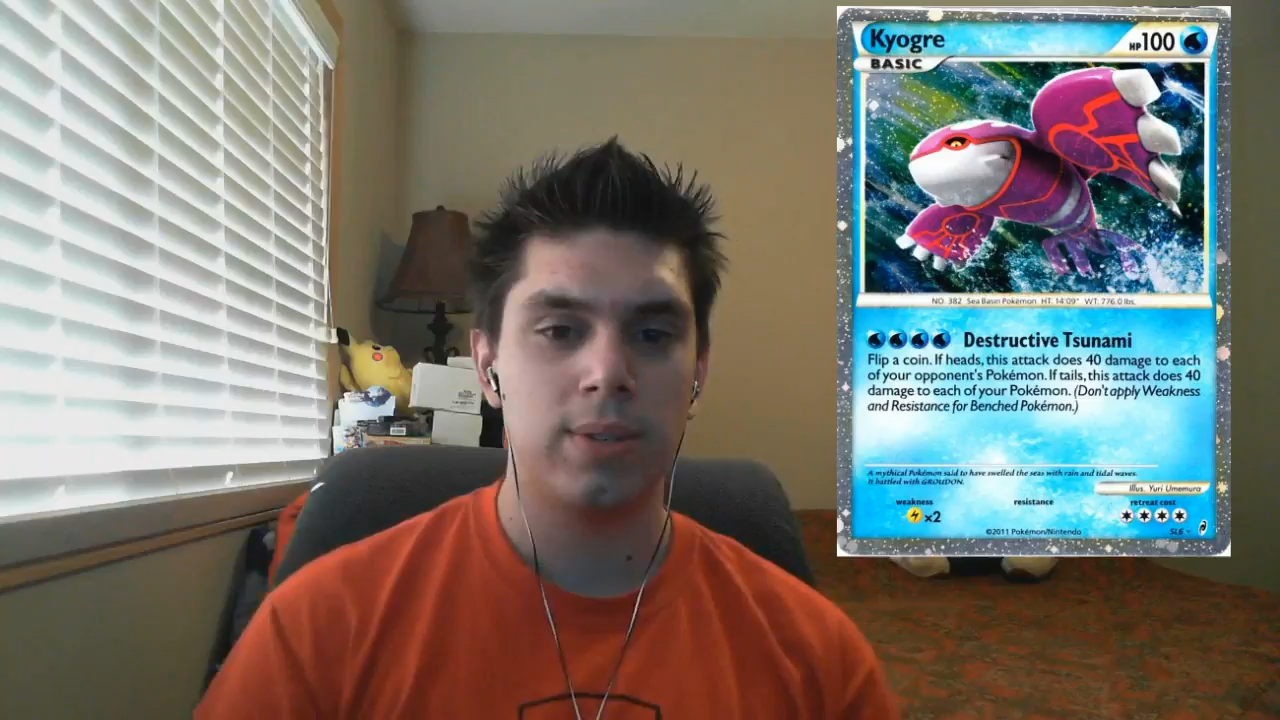 Kyogre
HP100
BASIC
NO. 382 Sea Basin Pokémon HT: 14'09" WT: 776.0 lbs.
Destructive Tsunami
Flip a coin. If heads, this attack does 40 damage to each
of your opponent's Pokémon. If tails, this attack does 40
damage to each of your Pokémon. (Don't apply Weakness
and Resistance for Benched Pokémon.)
A mythical Pokémon said to have swelled the seas with rain and tidal waves.
It battled with GROUDON.
Illus. Yuri Umemura
weakness resistance retreat cost
x2
©2011 Pokémon/Nintendo
SL6